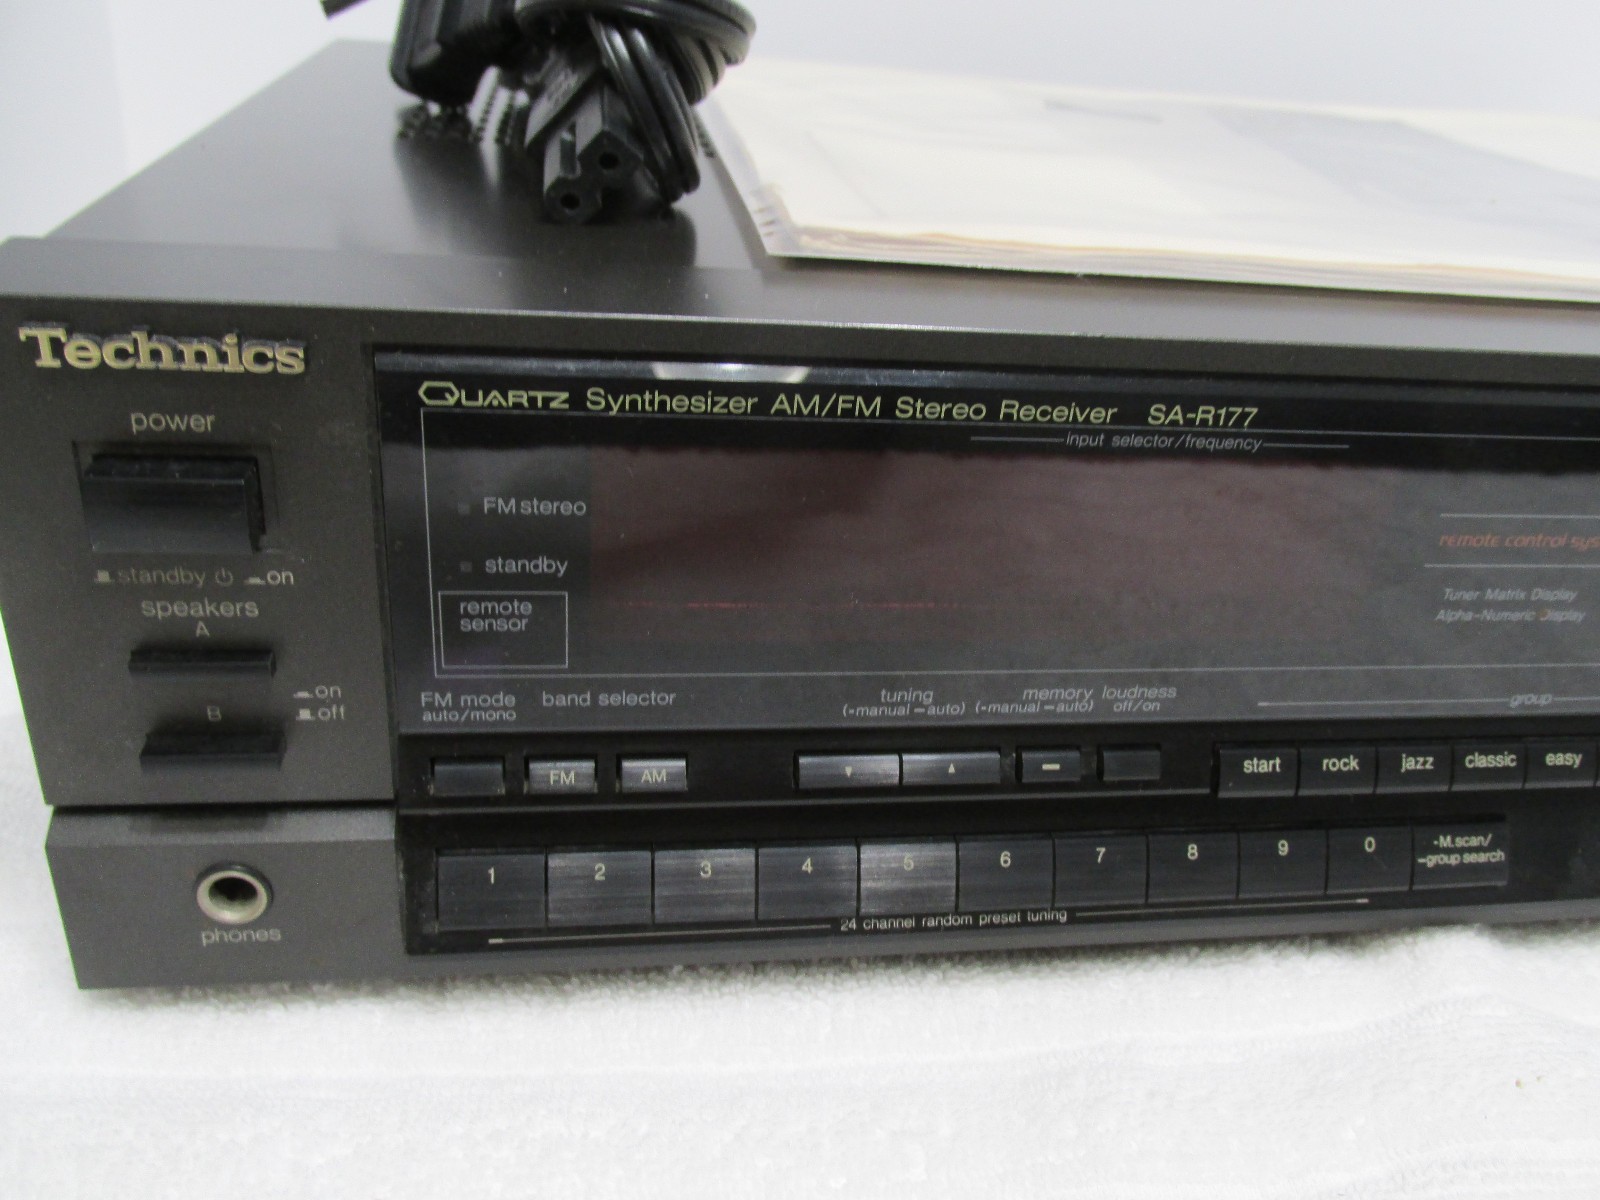 Technics
power
standby on
speakers
A
on
B
off
phones
QUARTZ Synthesizer AM/FM Stereo Receiver SA-R177
input selector/frequency
FM stereo
standby
remote
sensor
remote control sys
Tuner Matrix Display
Alpha-Numeric Display
FM mode
auto/mono
band selector
tuning
(-manual —auto)
memory
(-manual —auto)
loudness
off/on
group
FM AM
start rock jazz classic easy
1 2 3 4 5 6 7 8 9 0
-M.scan/
—group search
24 channel random preset tuning